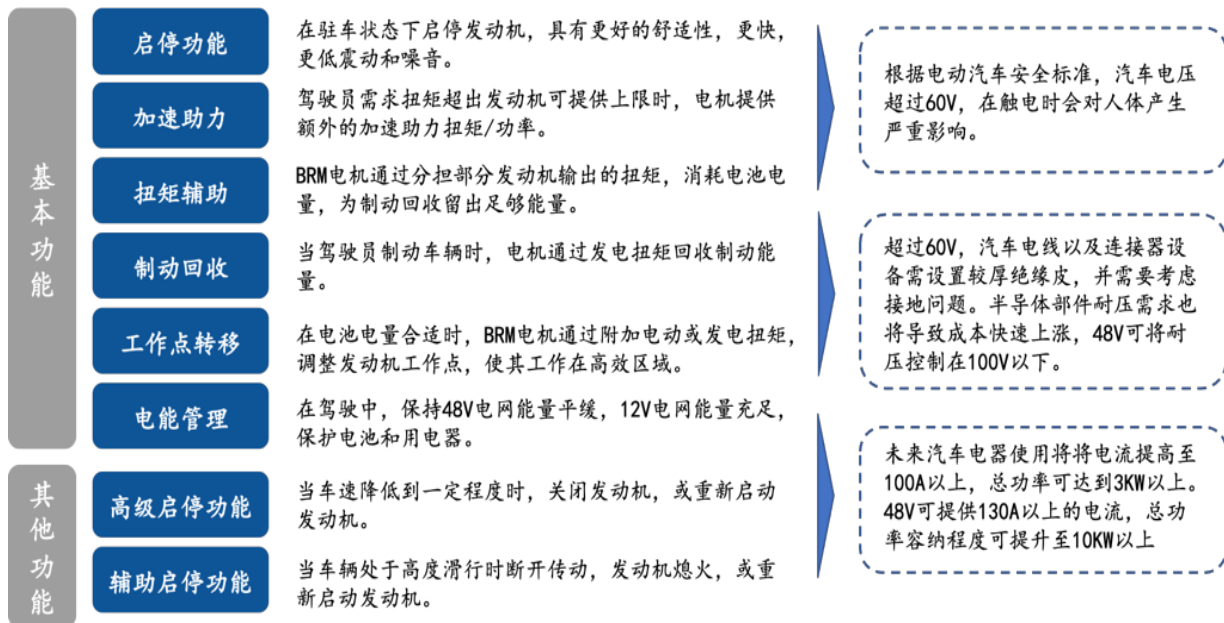 基本功能
启停功能
在驻车状态下启停发动机，具有更好的舒适性，更快，
更低震动和噪音。
加速助力
驾驶员需求扭矩超出发动机可提供上限时，电机提供
额外的加速助力扭矩/功率。
扭矩辅助
BRM电机通过分担部分发动机输出的扭矩，消耗电池电
量，为制动回收留出足够能量。
制动回收
当驾驶员制动车辆时，电机通过发电扭矩回收制动能
量。
工作点转移
在电池电量合适时，BRM电机通过附加电动或发电扭矩，
调整发动机工作点，使其工作在高效区域。
电能管理
在驾驶中，保持48V电网能量平缓，12V电网能量充足，
保护电池和用电器。
其他功能
高级启停功能
当车速降低到一定程度时，关闭发动机，或重新启动
发动机。
辅助启停功能
当车辆处于高度滑行时断开传动，发动机熄火，或重
新启动发动机。
根据电动汽车安全标准，汽车电压
超过60V，在触电时会对人体产生
严重影响。
超过60V，汽车电线以及连接器设
备需设置较厚绝缘皮，并需要考虑
接地问题。半导体部件耐压需求也
将导致成本快速上涨，48V可将耐
压控制在100V以下。
未来汽车电器使用将将电流提高至
100A以上，总功率可达到3KW以上。
48V可提供130A以上的电流，总功
率容纳程度可提升至10KW以上